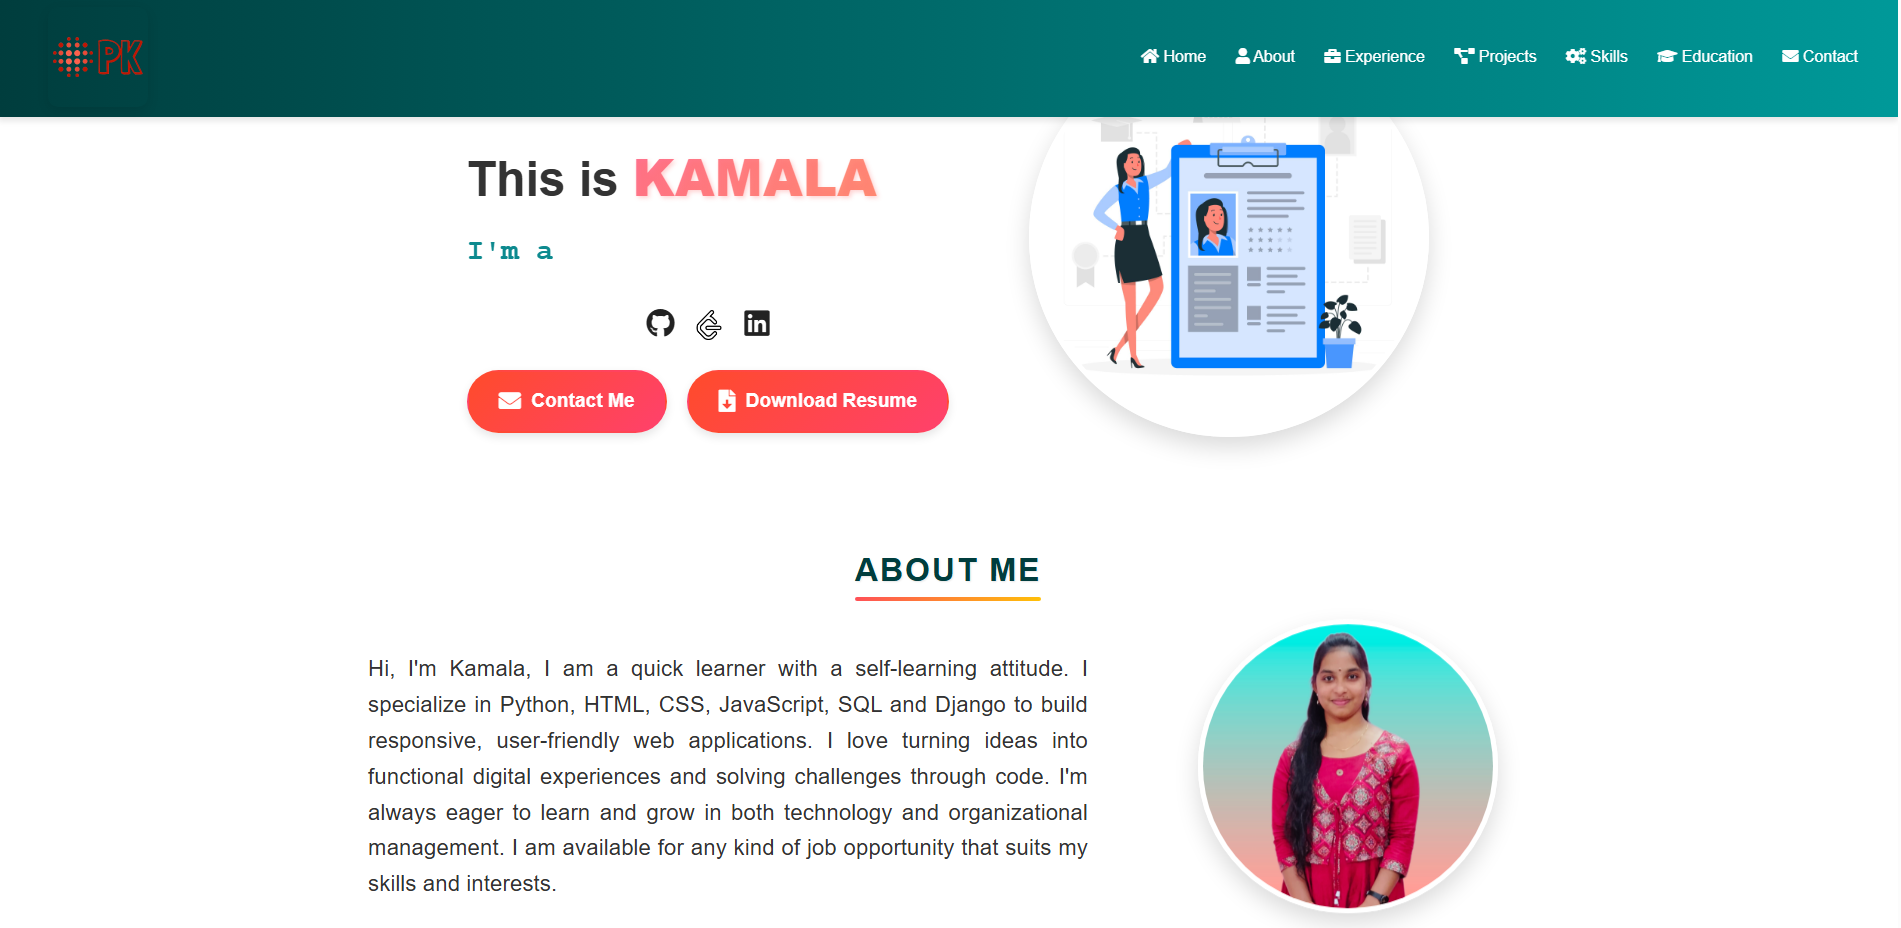 PK
Home About Experience Projects Skills Education Contact
This is KAMALA
I'm a
Contact Me Download Resume
ABOUT ME
Hi, I'm Kamala, I am a quick learner with a self-learning attitude. I
specialize in Python, HTML, CSS, JavaScript, SQL and Django to build
responsive, user-friendly web applications. I love turning ideas into
functional digital experiences and solving challenges through code. I'm
always eager to learn and grow in both technology and organizational
management. I am available for any kind of job opportunity that suits my
skills and interests.